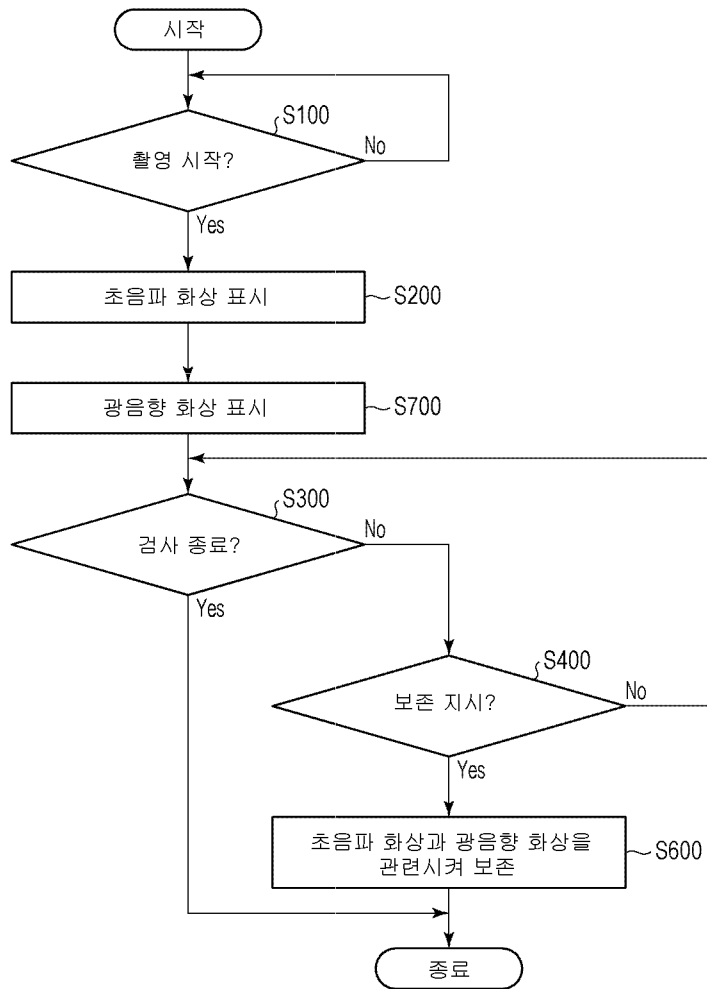 시작
S100
촬영 시작?
No
Yes
초음파 화상 표시
S200
광음향 화상 표시
S700
S300
검사 종료?
No
Yes
S400
보존 지시?
No
Yes
초음파 화상과 광음향 화상을
관련시켜 보존
S600
종료